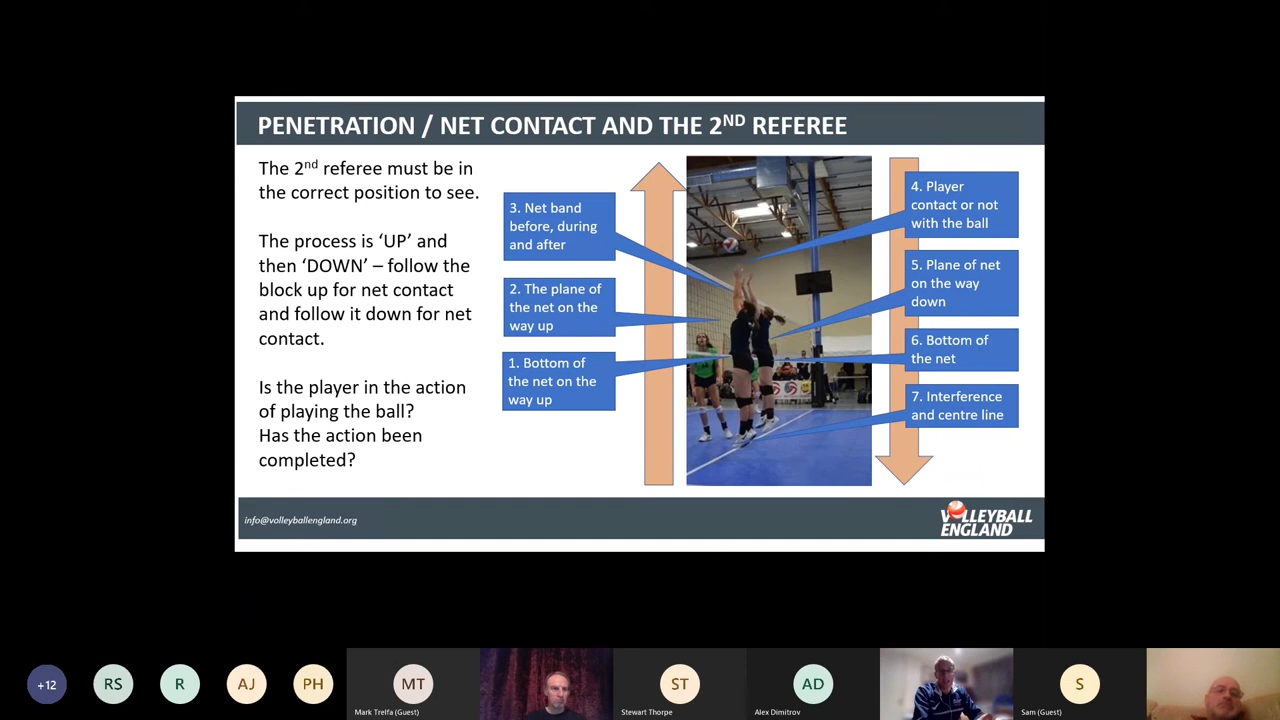 PENETRATION / NET CONTACT AND THE 2ND REFEREE
The 2nd referee must be in
the correct position to see.
The process is ‘UP’ and
then ‘DOWN’ – follow the
block up for net contact
and follow it down for net
contact.
Is the player in the action
of playing the ball?
Has the action been
completed?
3. Net band
before, during
and after
2. The plane of
the net on the
way up
1. Bottom of
the net on the
way up
4. Player
contact or not
with the ball
5. Plane of net
on the way
down
6. Bottom of
the net
7. Interference
and centre line
info@volleyballengland.org
VOLLEYBALL
ENGLAND
+12
RS
R
AJ
PH
MT
Mark Trelfa (Guest)
ST
Stewart Thorpe
AD
Alex Dimitrov
S
Sam (Guest)